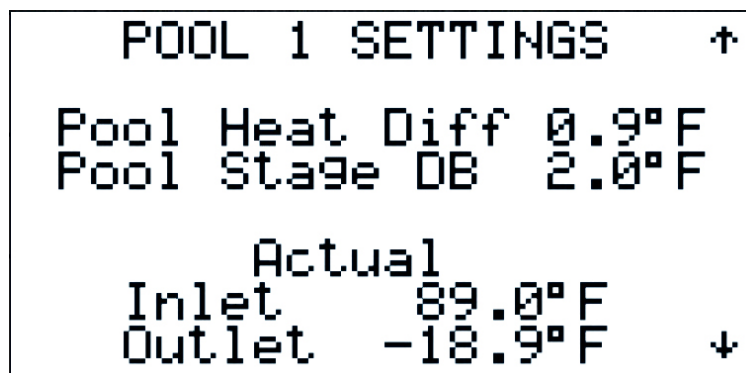 POOL 1 SETTINGS ↑
Pool Heat Diff 0.9°F
Pool Stage DB 2.0°F
Actual
Inlet 89.0°F
Outlet -18.9°F ↓